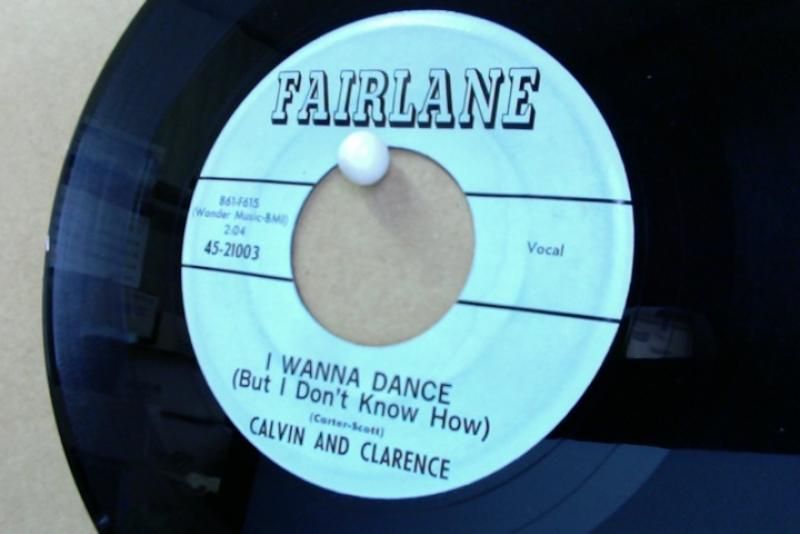 FAIRLANE
861-F615
(Wonder Music-BMI)
2:04
45-21003
Vocal
I WANNA DANCE
(But I Don't Know How)
(Carter-Scott)
CALVIN AND CLARENCE